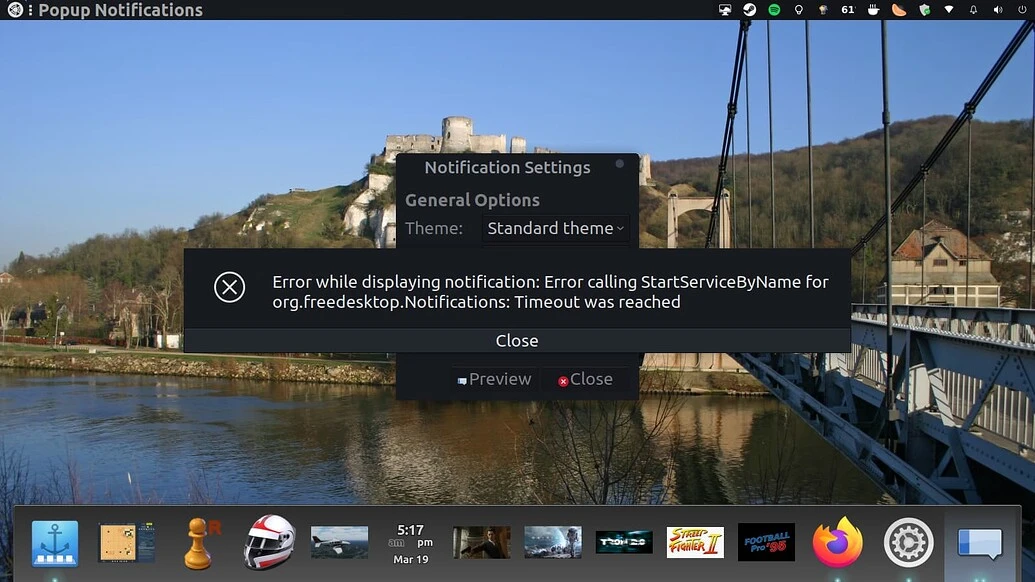 Popup Notifications
61°
Notification Settings
General Options
Theme:
Standard theme
Error while displaying notification: Error calling StartServiceByName for
org.freedesktop.Notifications: Timeout was reached
Close
Preview
Close
R
5:17
am pm
Mar 19
TRON 2.0
STREET
FIGHTER II
FOOTBALL
Pro '95